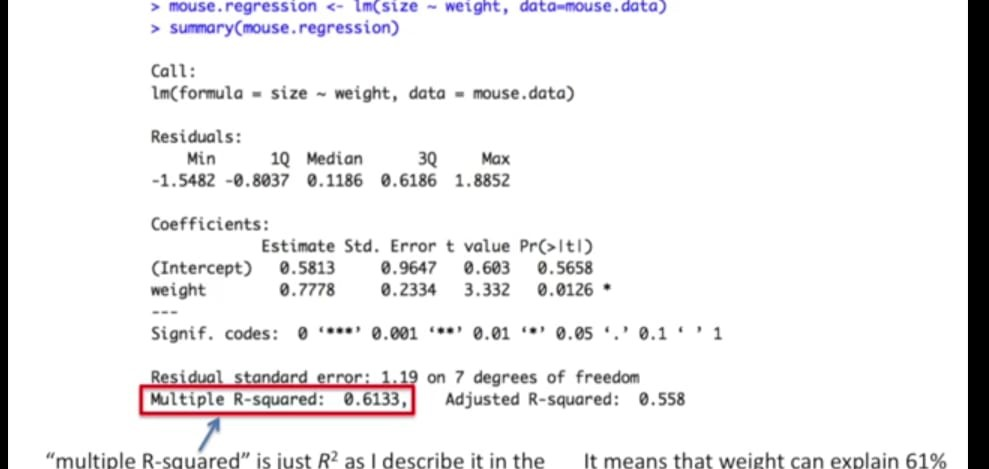 > mouse.regression <- lm(size ~ weight, data=mouse.data)
> summary(mouse.regression)
Call:
lm(formula = size ~ weight, data = mouse.data)
Residuals:
Min 1Q Median 3Q Max
-1.5482 -0.8037 0.1186 0.6186 1.8852
Coefficients:
Estimate Std. Error t value Pr(>|t|)
(Intercept) 0.5813 0.9647 0.603 0.5658
weight 0.7778 0.2334 3.332 0.0126 *
---
Signif. codes: 0 ‘***’ 0.001 ‘**’ 0.01 ‘*’ 0.05 ‘.’ 0.1 ‘ ’ 1
Residual standard error: 1.19 on 7 degrees of freedom
Multiple R-squared: 0.6133, Adjusted R-squared: 0.558
“multiple R-squared” is just R² as I describe it in the
It means that weight can explain 61%